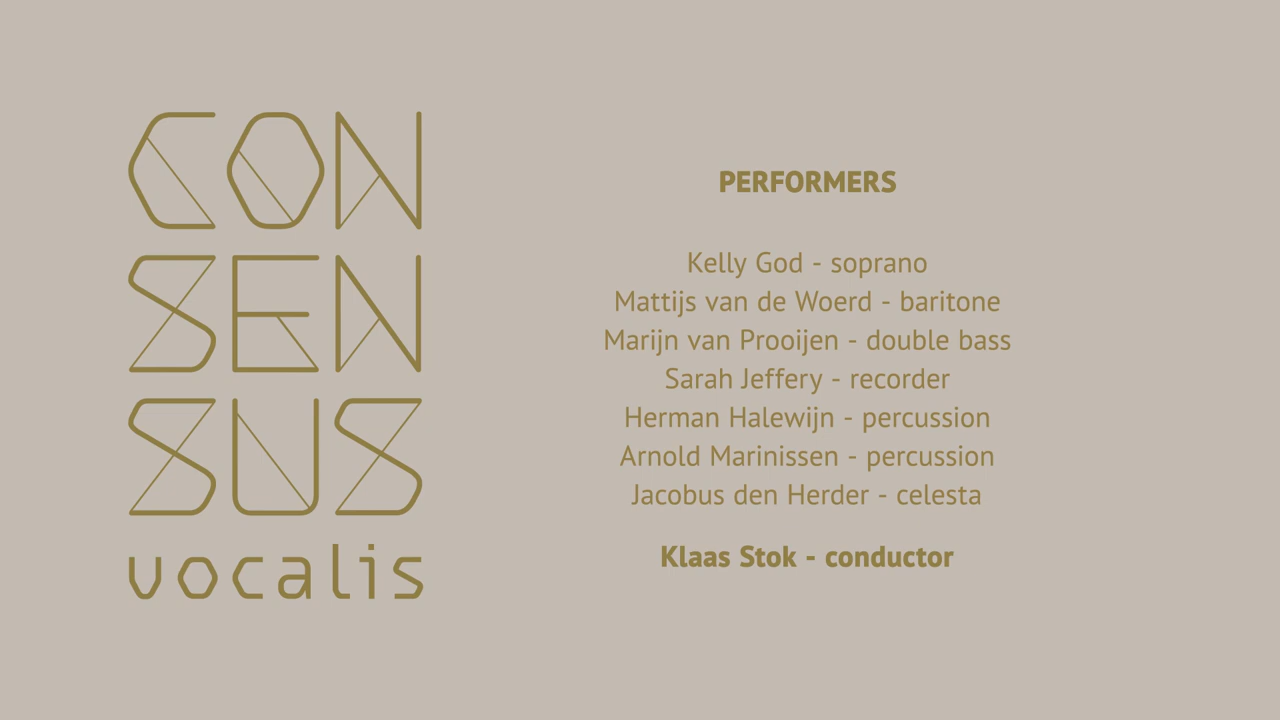 CON
SEN
SUS
vocalis
PERFORMERS
Kelly God - soprano
Mattijs van de Woerd - baritone
Marijn van Prooijen - double bass
Sarah Jeffery - recorder
Herman Halewijn - percussion
Arnold Marinissen - percussion
Jacobus den Herder - celesta
Klaas Stok - conductor